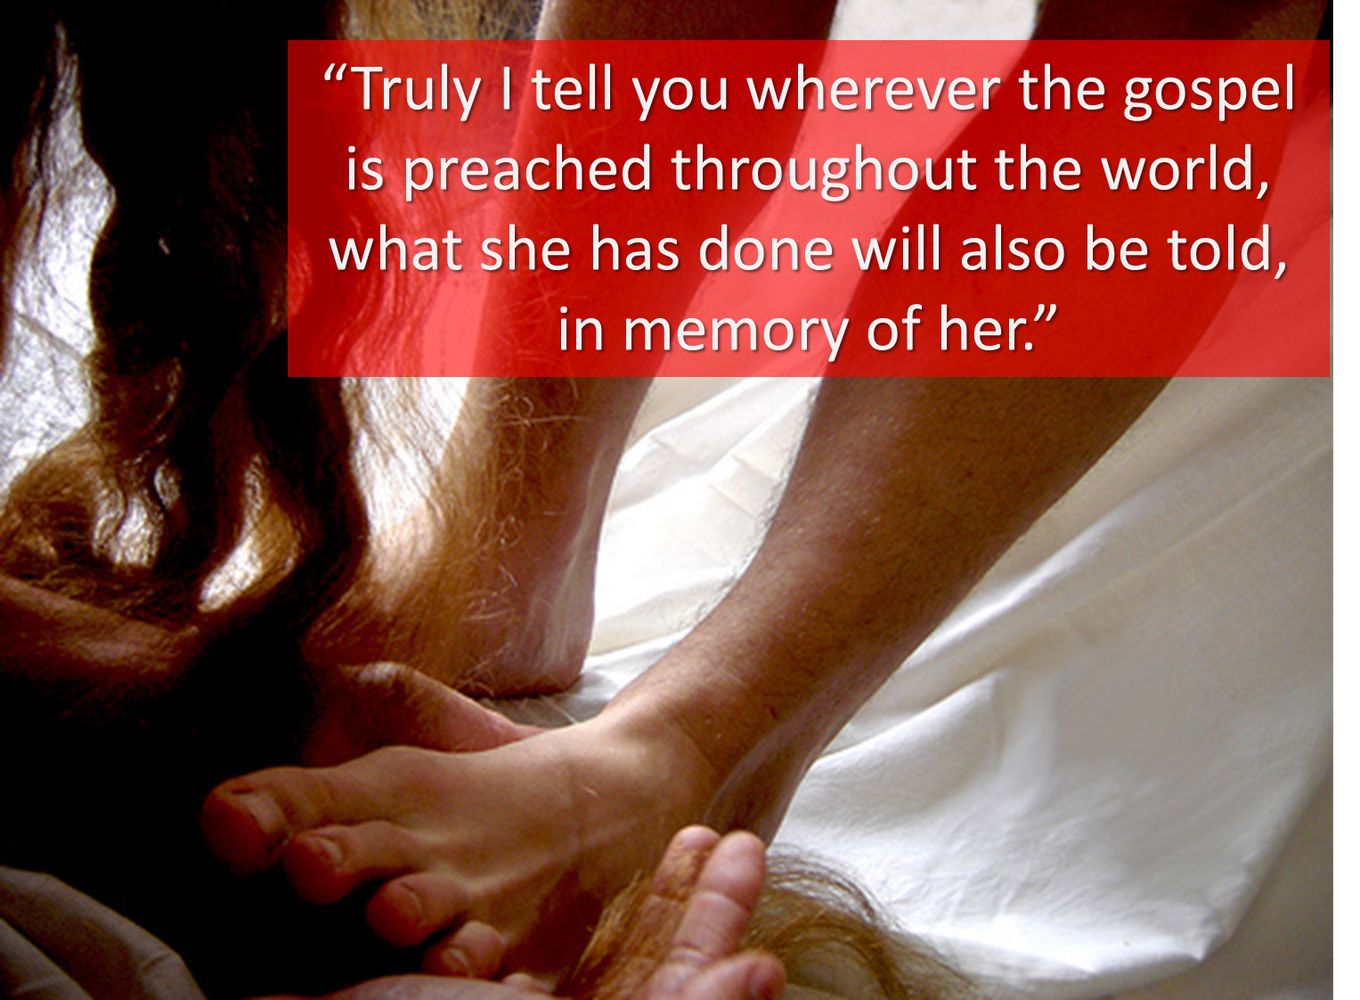 “Truly I tell you wherever the gospel
is preached throughout the world,
what she has done will also be told,
in memory of her.”